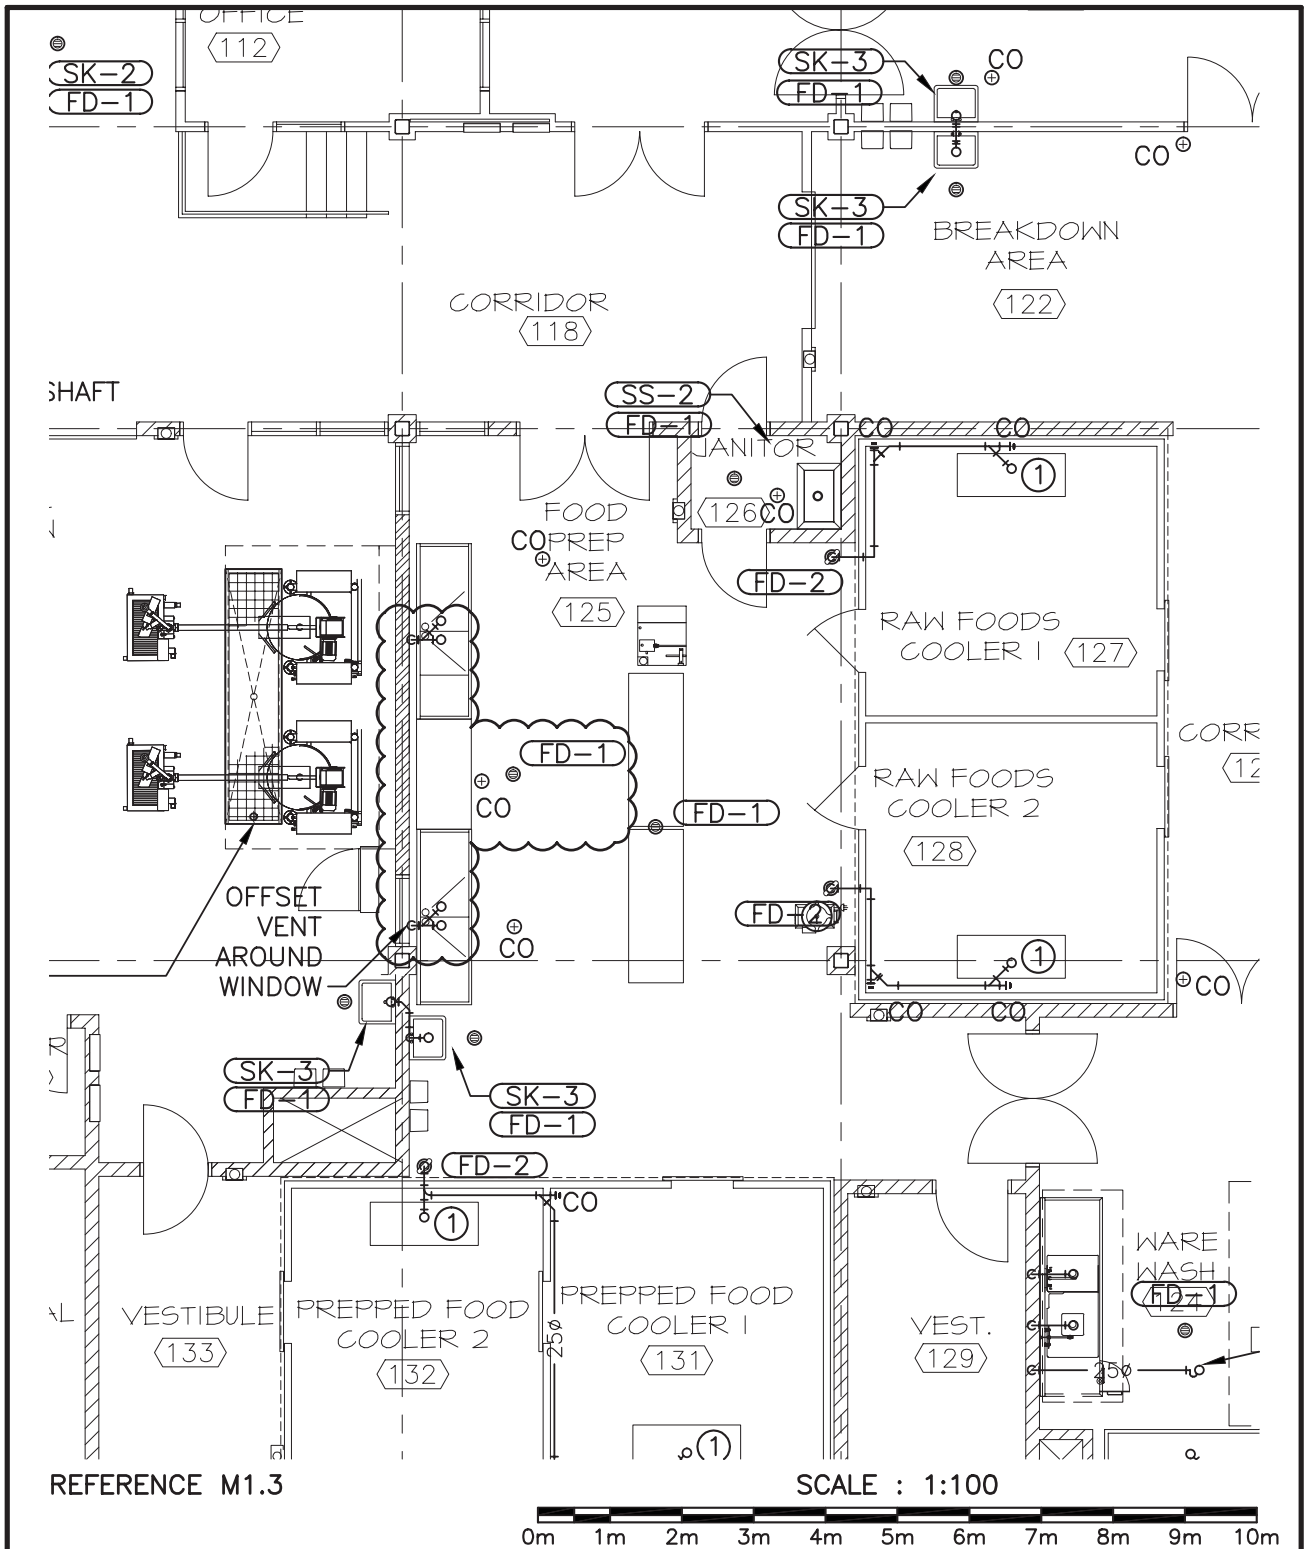 OFFICE
112
SK-2
FD-1
SK-3
FD-1
CO
CO
SK-3
FD-1
BREAKDOWN
AREA
122
CORRIDOR
118
SHAFT
SS-2
FD-1
JANITOR
126
CO
CO
CO
1
FOOD
PREP
AREA
125
CO
FD-2
RAW FOODS
COOLER 1
127
FD-1
CO
FD-1
RAW FOODS
COOLER 2
128
CORR
12
OFFSET
VENT
AROUND
WINDOW
FD-2
CO
1
CO
CO
CO
SK-3
FD-1
SK-3
FD-1
FD-2
CO
1
WARE
WASH
FD-1
124
VESTIBULE
133
PREPPED FOOD
COOLER 2
132
25ø
PREPPED FOOD
COOLER 1
131
VEST.
129
25ø
AL
1
REFERENCE M1.3
SCALE : 1:100
0m 1m 2m 3m 4m 5m 6m 7m 8m 9m 10m